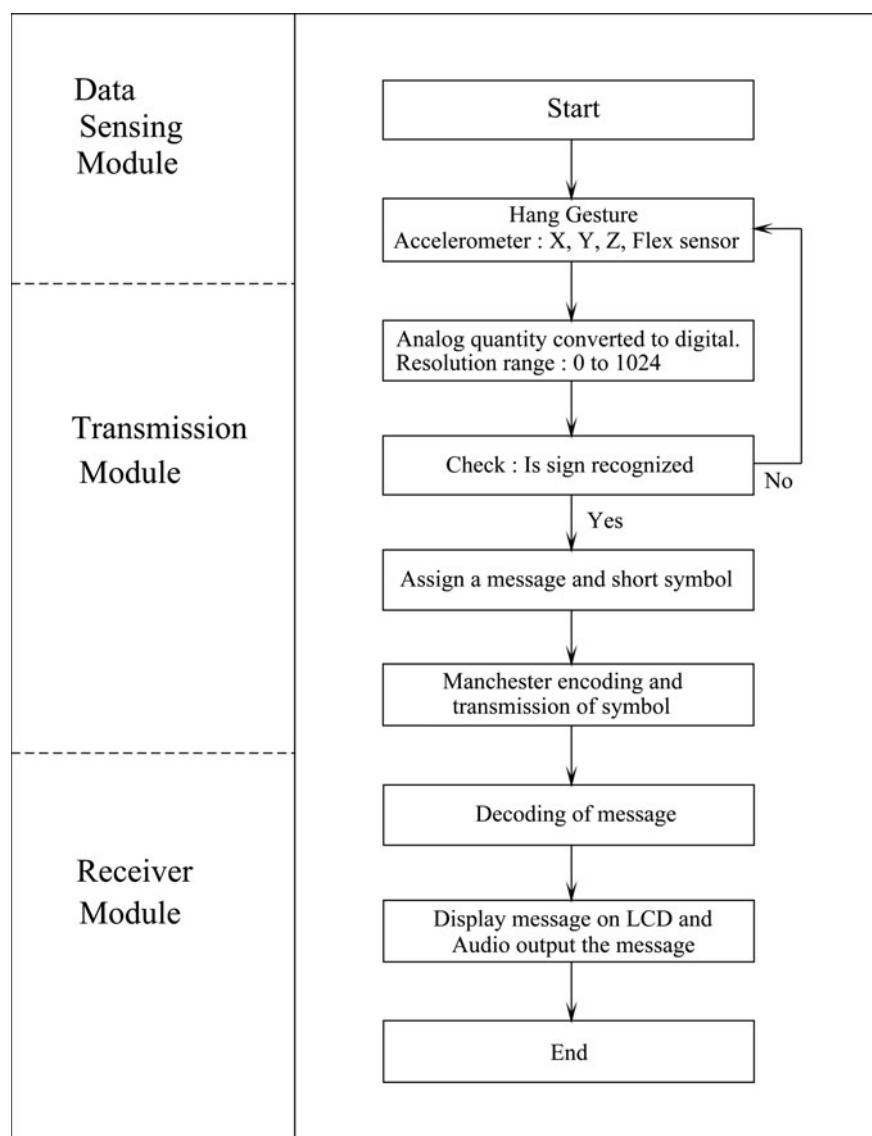 Data
Sensing
Module
Start
Hang Gesture
Accelerometer : X, Y, Z, Flex sensor
Analog quantity converted to digital.
Resolution range : 0 to 1024
Transmission
Module
Check : Is sign recognized
No
Yes
Assign a message and short symbol
Manchester encoding and
transmission of symbol
Decoding of message
Receiver
Module
Display message on LCD and
Audio output the message
End